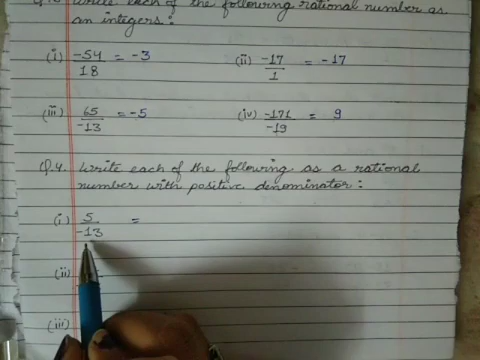 Write each of the following rational number as
an integers:
(i) -54/18 = -3 (ii) -17/1 = -17
(iii) 65/-13 = -5 (iv) -171/-19 = 9
Q.4. Write each of the following as a rational
number with positive denominator:
(i) 5/-13 =
(ii)
(iii)